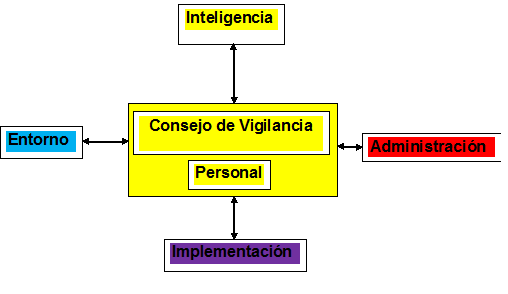 Inteligencia
Consejo de Vigilancia
Entorno
Administración
Personal
Implementación